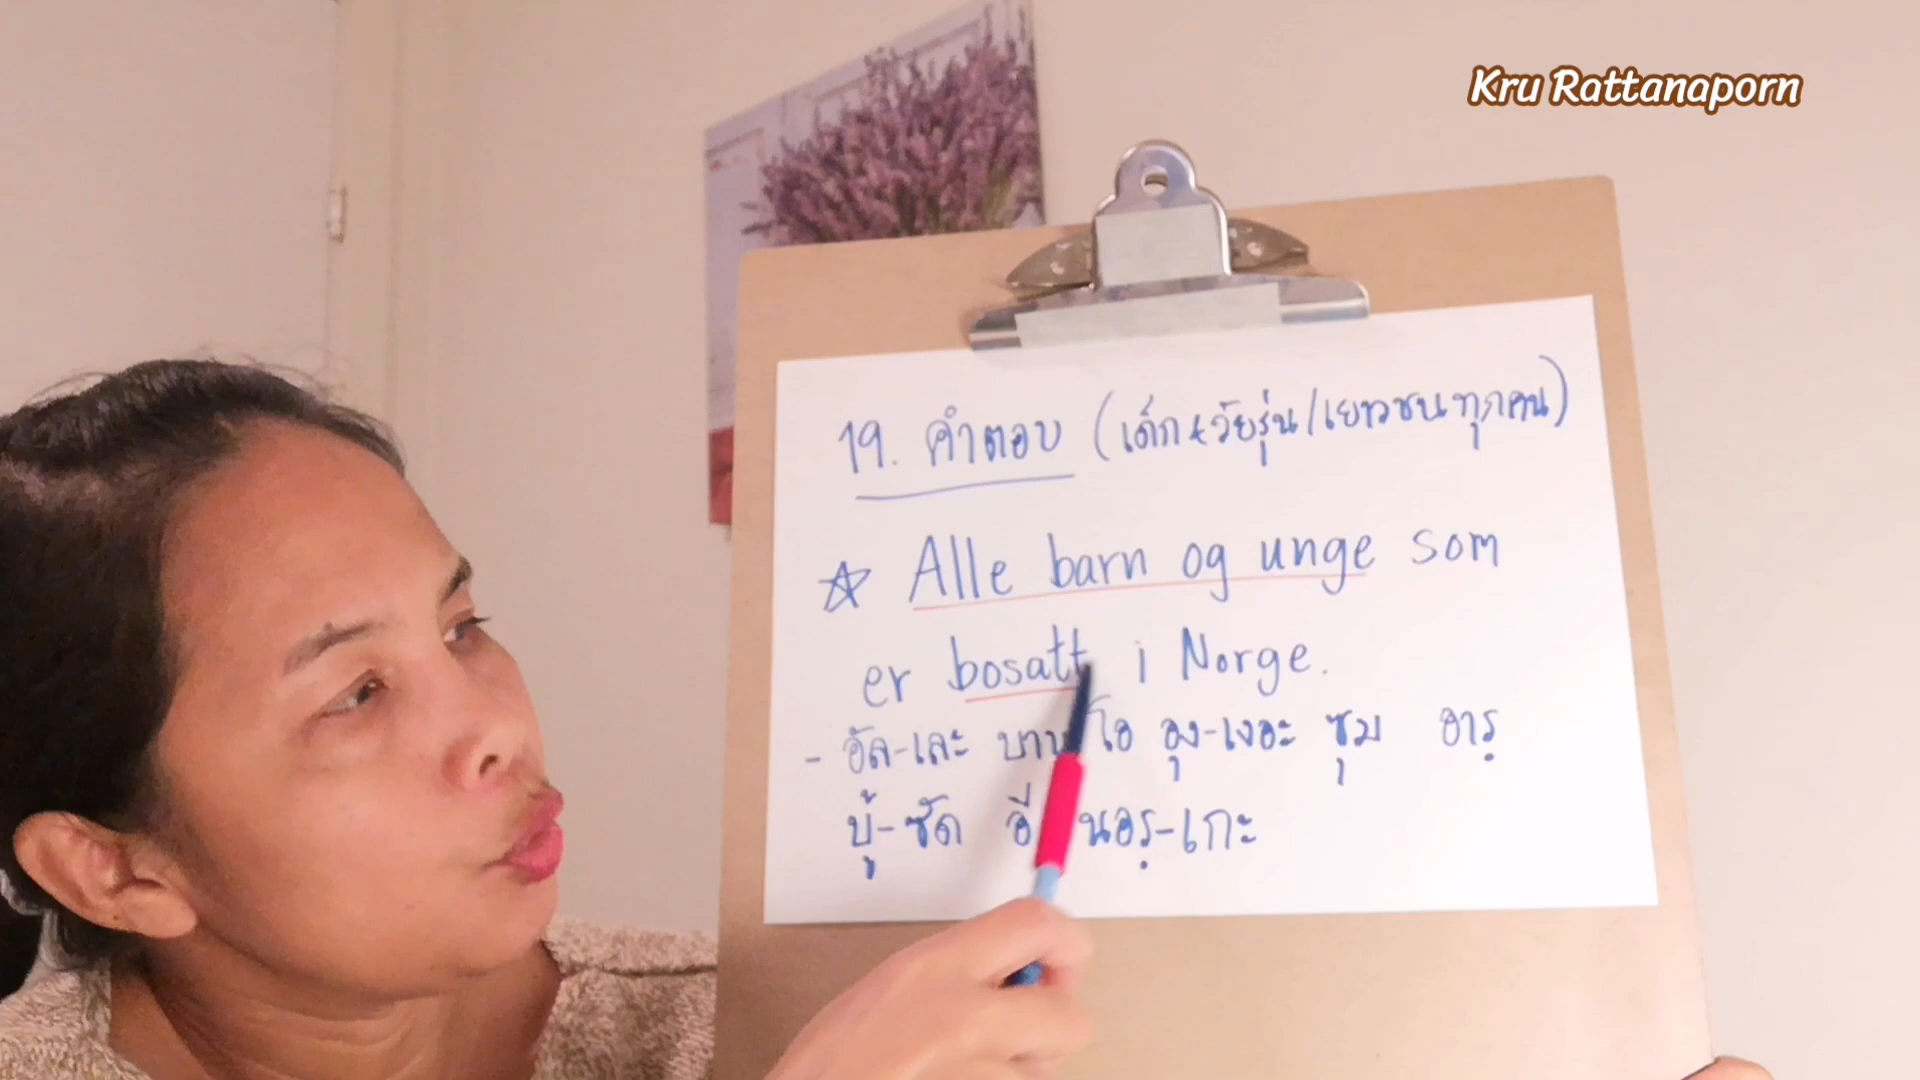 Kru Rattanaporn
19. คำตอบ (เด็ก & วัยรุ่น/เยาวชนทุกคน)
☆ Alle barn og unge som
er bosatt i Norge.
- อัล-เละ บาน โอ อุง-เงอะ ซุม อารฺ
บู้-ซัด อี นอรฺ-เกะ